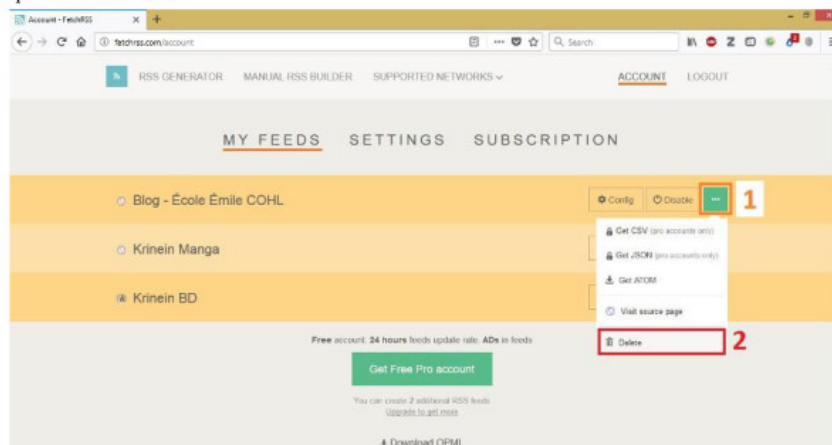 Account - FetchRSS
fetchrss.com/account
Search
RSS GENERATOR MANUAL RSS BUILDER SUPPORTED NETWORKS ACCOUNT LOGOUT
MY FEEDS SETTINGS SUBSCRIPTION
Blog - École Émile COHL
Config Disable ... 1
Get CSV (pro accounts only)
Krinein Manga
Get JSON (pro accounts only)
Get ATOM
Krinein BD
Visit source page
Free account. 24 hours feeds update rate. ADs in feeds
Delete 2
Get Free Pro account
You can create 2 additional RSS feeds
Upgrade to get more
Download OPML